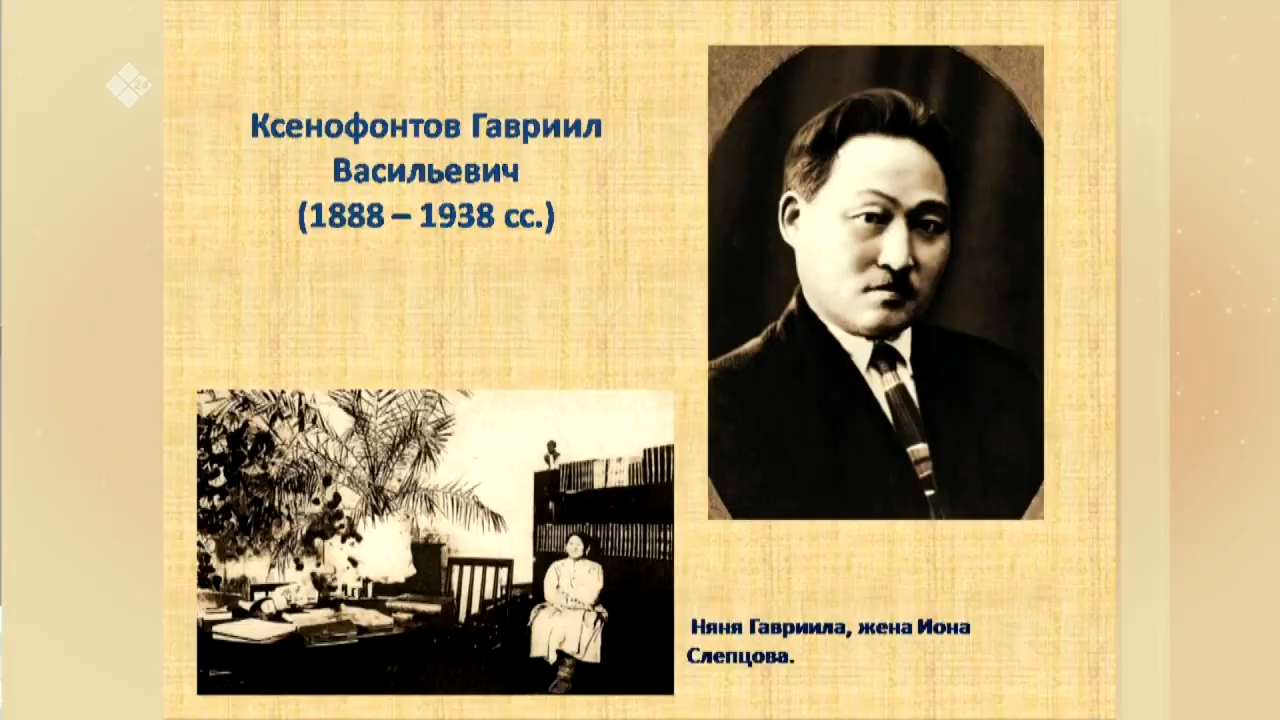 Ксенофонтов Гавриил
Васильевич
(1888 – 1938 сс.)
Няня Гавриила, жена Иона
Слепцова.